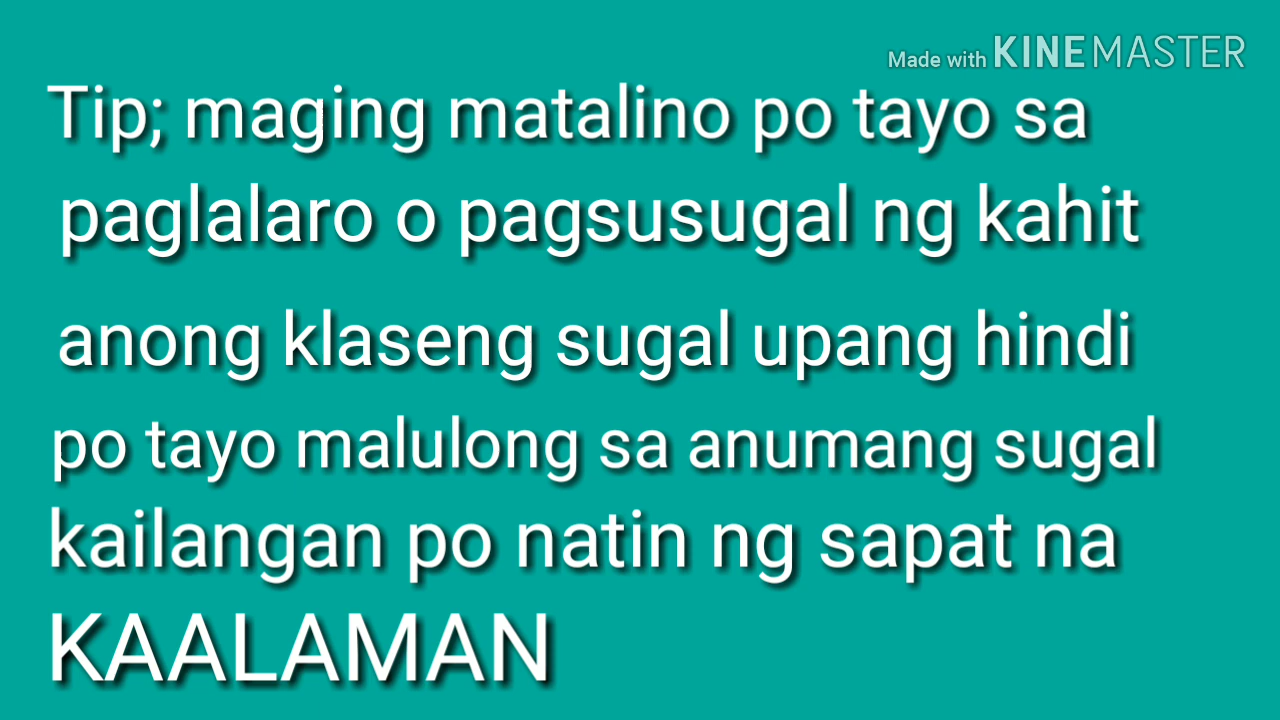 Made with KINEMASTER
Tip; maging matalino po tayo sa
paglalaro o pagsusugal ng kahit
anong klaseng sugal upang hindi
po tayo malulong sa anumang sugal
kailangan po natin ng sapat na
KAALAMAN